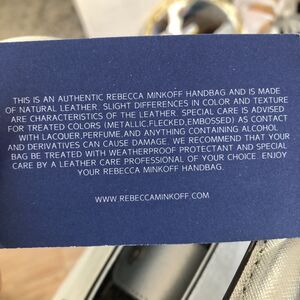 THIS IS AN AUTHENTIC REBECCA MINKOFF HANDBAG AND IS MADE
OF NATURAL LEATHER. SLIGHT DIFFERENCES IN COLOR AND TEXTURE
ARE CHARACTERISTICS OF THE LEATHER. SPECIAL CARE IS ADVISED
FOR TREATED COLORS (METALLIC,FLECKED,EMBOSSED) AS CONTACT
WITH LACQUER,PERFUME,AND ANYTHING CONTAINING ALCOHOL
AND DERIVATIVES CAN CAUSE DAMAGE. WE RECOMMEND THAT YOUR
BAG BE TREATED WITH WEATHERPROOF PROTECTANT AND SPECIAL
CARE BY A LEATHER CARE PROFESSIONAL OF YOUR CHOICE. ENJOY
YOUR REBECCA MINKOFF HANDBAG.
WWW.REBECCAMINKOFF.COM